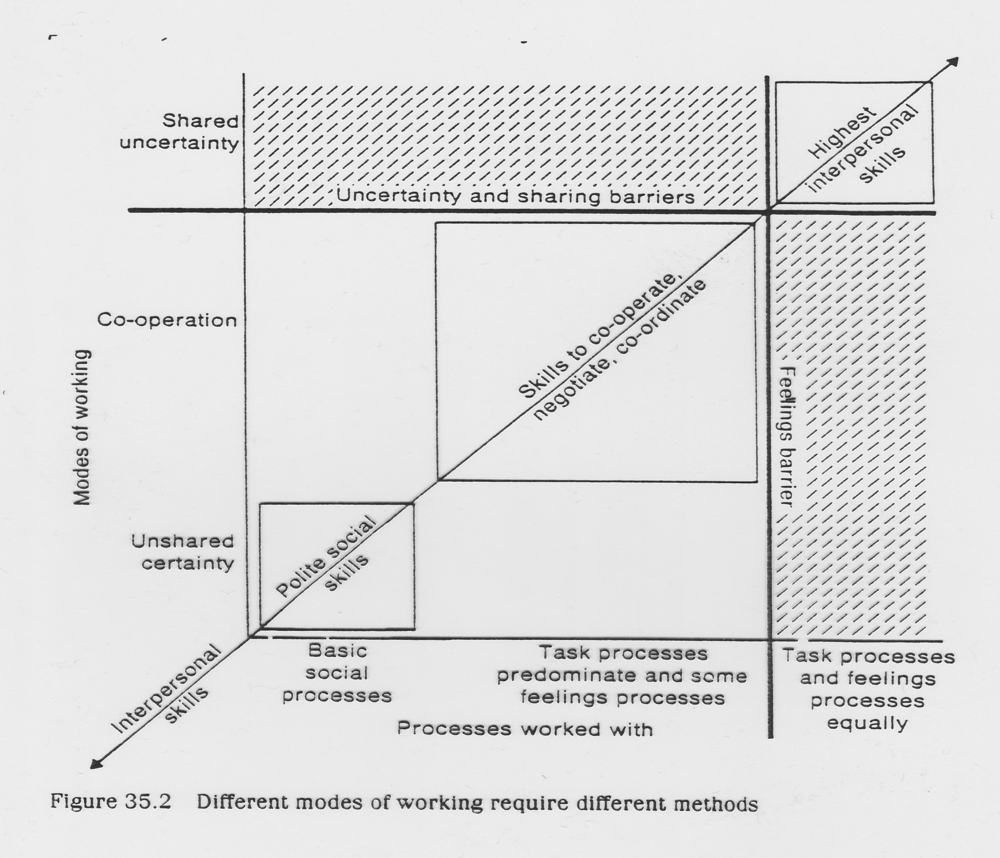 Shared
uncertainty
Highest
interpersonal
skills
Uncertainty and sharing barriers
Co-operation
Skills to co-operate,
negotiate, co-ordinate
Modes of working
Feelings barrier
Unshared
certainty
Polite social
skills
Interpersonal
skills
Basic
social
processes
Task processes
predominate and some
feelings processes
Task processes
and feelings
processes
equally
Processes worked with
Figure 35.2 Different modes of working require different methods